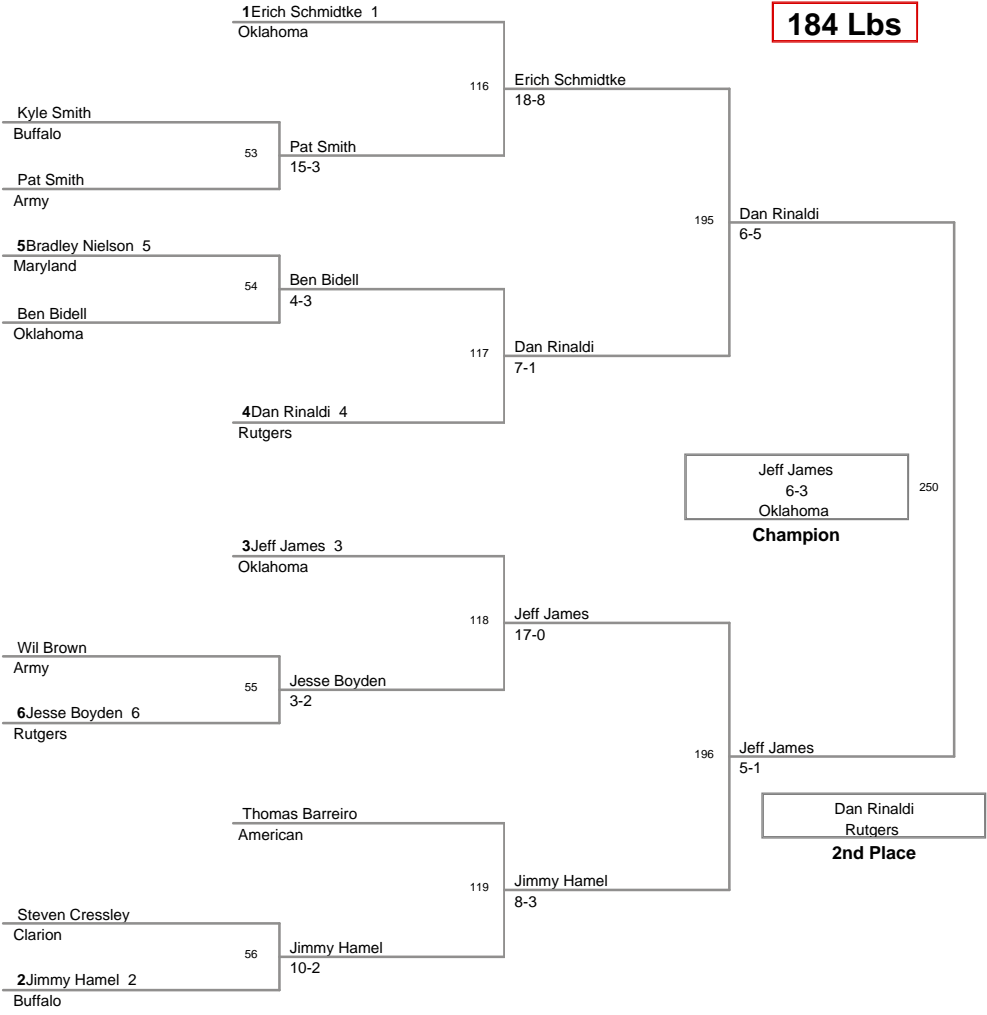 1Erich Schmidtke 1
184 Lbs
Oklahoma
116
Erich Schmidtke
18-8
Kyle Smith
Buffalo
53
Pat Smith
15-3
Pat Smith
Army
195
Dan Rinaldi
6-5
5Bradley Nielson 5
Maryland
54
Ben Bidell
4-3
Ben Bidell
Oklahoma
117
Dan Rinaldi
7-1
4Dan Rinaldi 4
Rutgers
Jeff James
6-3
Oklahoma
250
Champion
3Jeff James 3
Oklahoma
118
Jeff James
17-0
Wil Brown
Army
55
Jesse Boyden
3-2
6Jesse Boyden 6
Rutgers
196
Jeff James
5-1
Dan Rinaldi
Rutgers
2nd Place
Thomas Barreiro
American
119
Jimmy Hamel
8-3
Steven Cressley
Clarion
56
Jimmy Hamel
10-2
2Jimmy Hamel 2
Buffalo